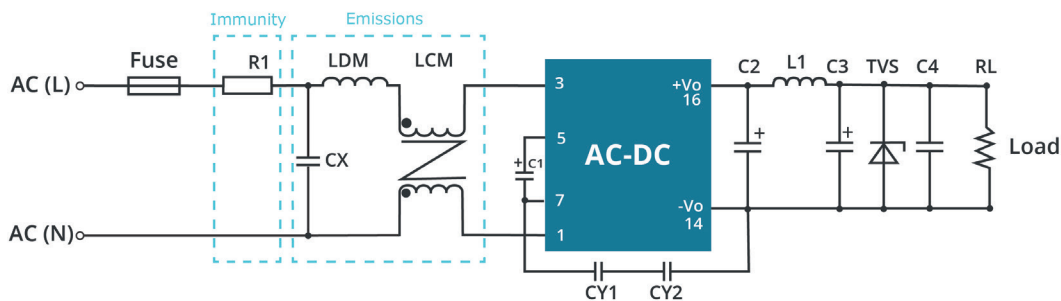 Immunity
Emissions
Fuse
R1
LDM
LCM
C2
L1
C3
TVS
C4
RL
AC (L)
3
+Vo
16
5
+
C1
AC-DC
+
+
Load
CX
7
-Vo
14
AC (N)
1
CY1
CY2